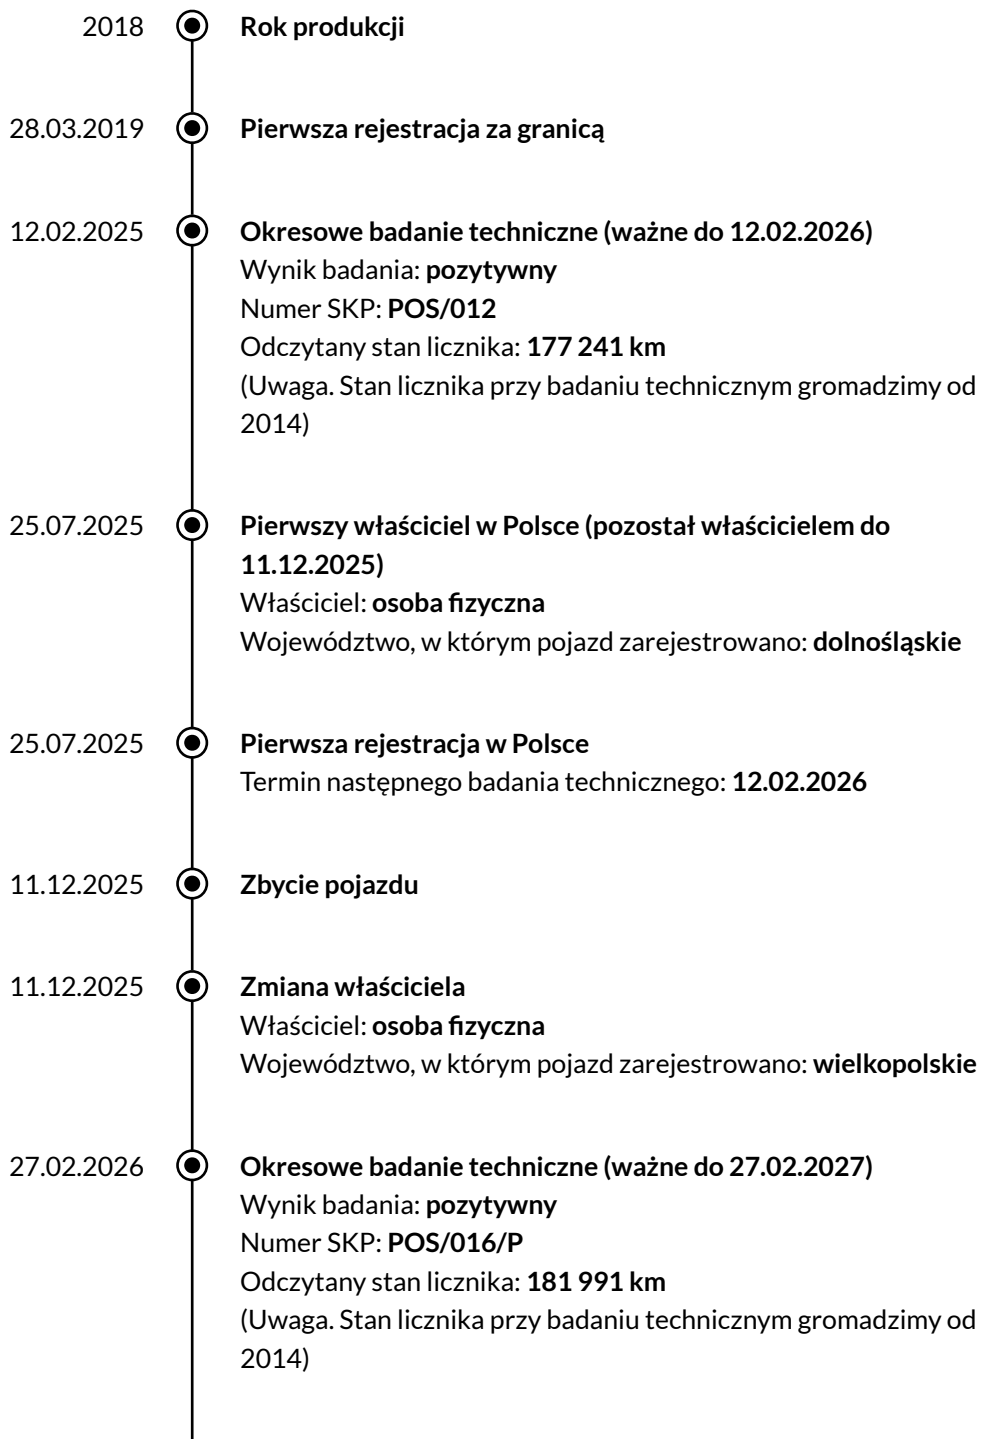 2018 Rok produkcji
28.03.2019 Pierwsza rejestracja za granicą
12.02.2025 Okresowe badanie techniczne (ważne do 12.02.2026)
Wynik badania: pozytywny
Numer SKP: POS/012
Odczytany stan licznika: 177 241 km
(Uwaga. Stan licznika przy badaniu technicznym gromadzimy od
2014)
25.07.2025 Pierwszy właściciel w Polsce (pozostał właścicielem do
11.12.2025)
Właściciel: osoba fizyczna
Województwo, w którym pojazd zarejestrowano: dolnośląskie
25.07.2025 Pierwsza rejestracja w Polsce
Termin następnego badania technicznego: 12.02.2026
11.12.2025 Zbycie pojazdu
11.12.2025 Zmiana właściciela
Właściciel: osoba fizyczna
Województwo, w którym pojazd zarejestrowano: wielkopolskie
27.02.2026 Okresowe badanie techniczne (ważne do 27.02.2027)
Wynik badania: pozytywny
Numer SKP: POS/016/P
Odczytany stan licznika: 181 991 km
(Uwaga. Stan licznika przy badaniu technicznym gromadzimy od
2014)